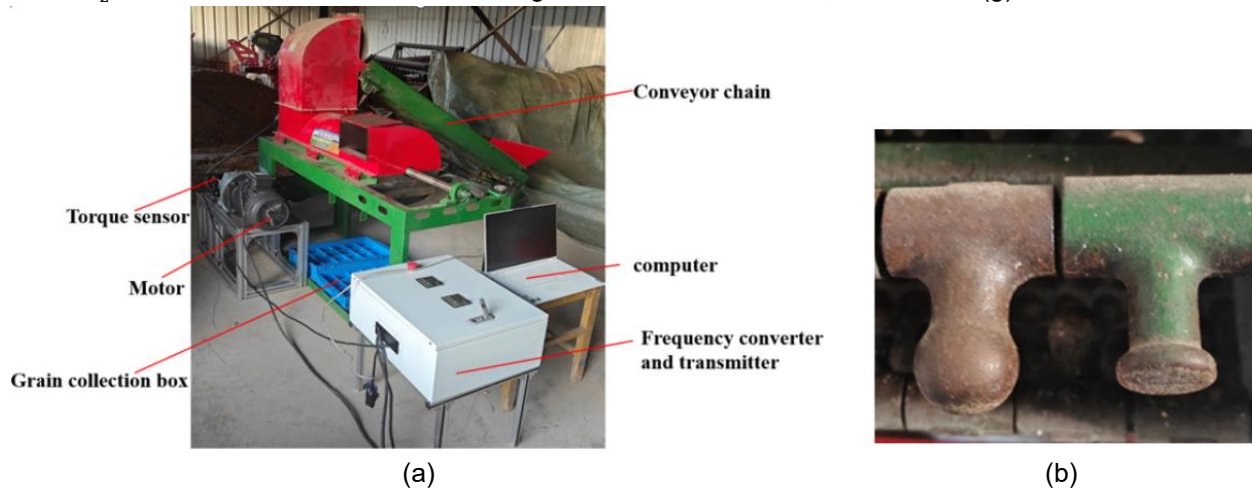 Conveyor chain
Torque sensor
computer
Motor
Frequency converter
and transmitter
Grain collection box
(a)
(b)